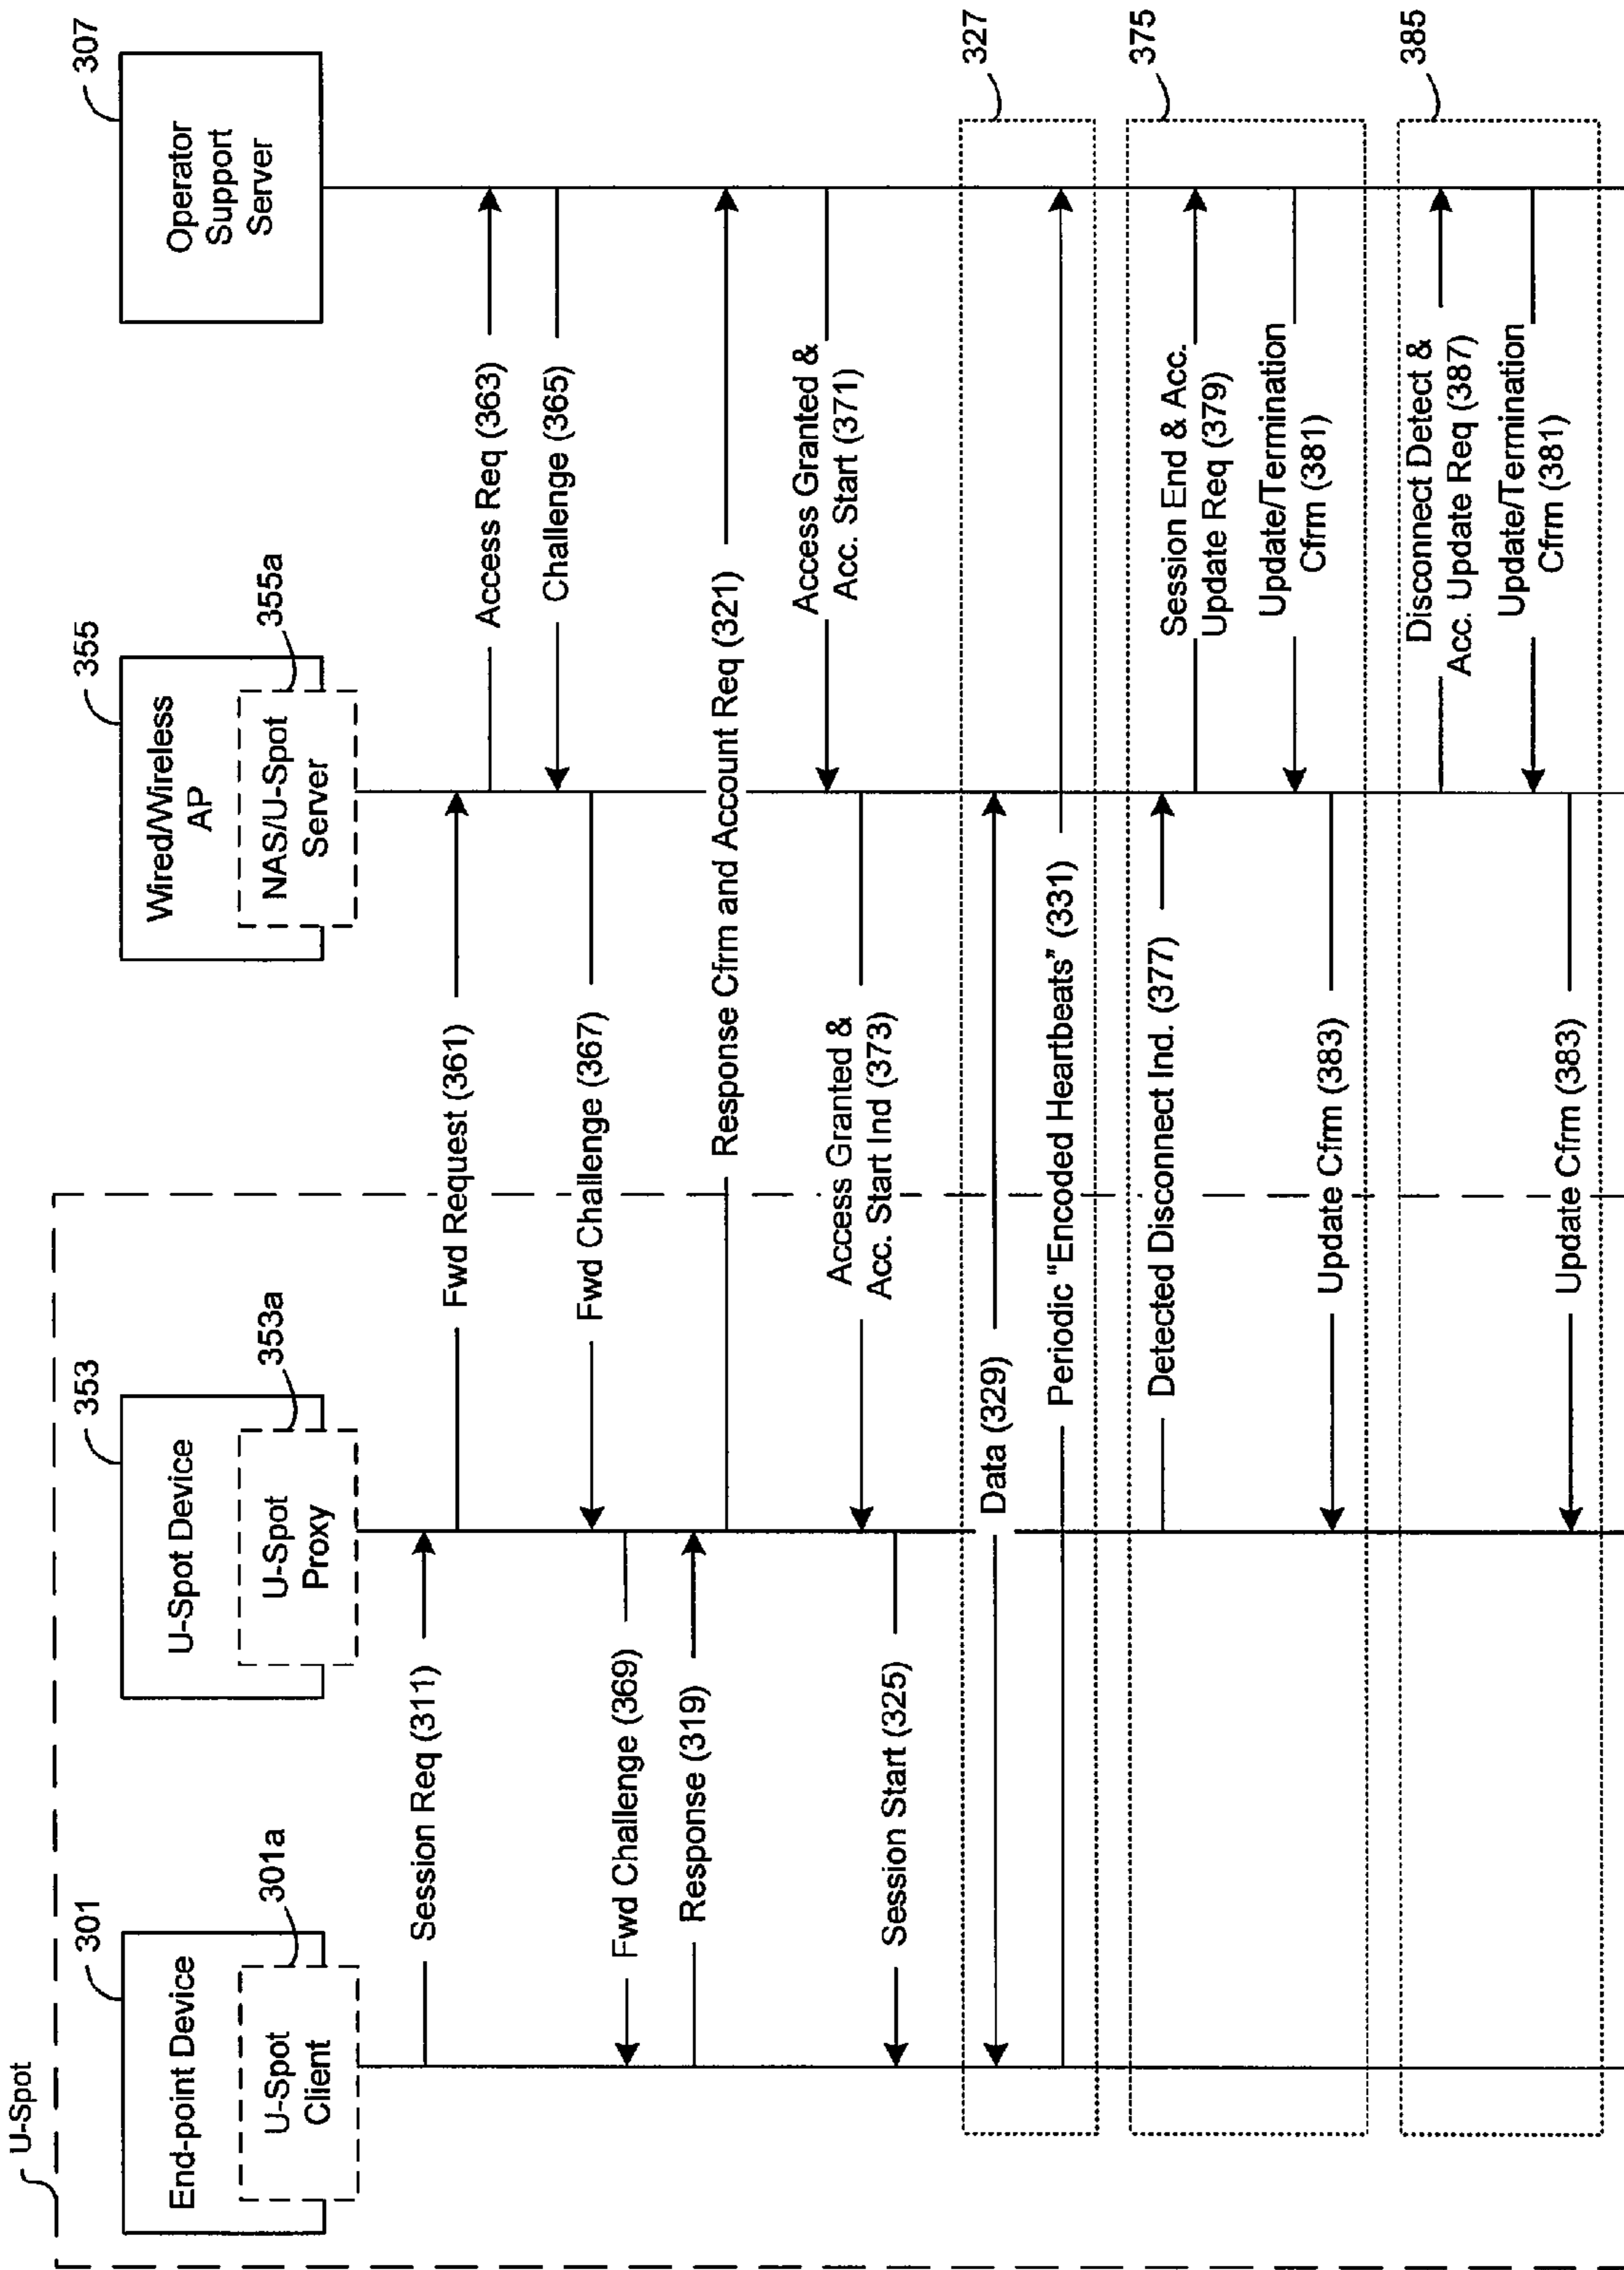 U-Spot
301
End-point Device
301a
U-Spot
Client
353
U-Spot Device
353a
U-Spot
Proxy
355
Wired/Wireless
AP
355a
NAS/U-Spot
Server
307
Operator
Support
Server
Session Req (311)
Fwd Request (361)
Access Req (363)
Challenge (365)
Fwd Challenge (367)
Fwd Challenge (369)
Response (319)
Response Cfrm and Account Req (321)
Access Granted &
Acc. Start (371)
Access Granted &
Acc. Start Ind (373)
Session Start (325)
327
Data (329)
Periodic “Encoded Heartbeats” (331)
375
Detected Disconnect Ind. (377)
Session End & Acc.
Update Req (379)
Update/Termination
Cfrm (381)
Update Cfrm (383)
385
Disconnect Detect &
Acc. Update Req (387)
Update/Termination
Cfrm (381)
Update Cfrm (383)